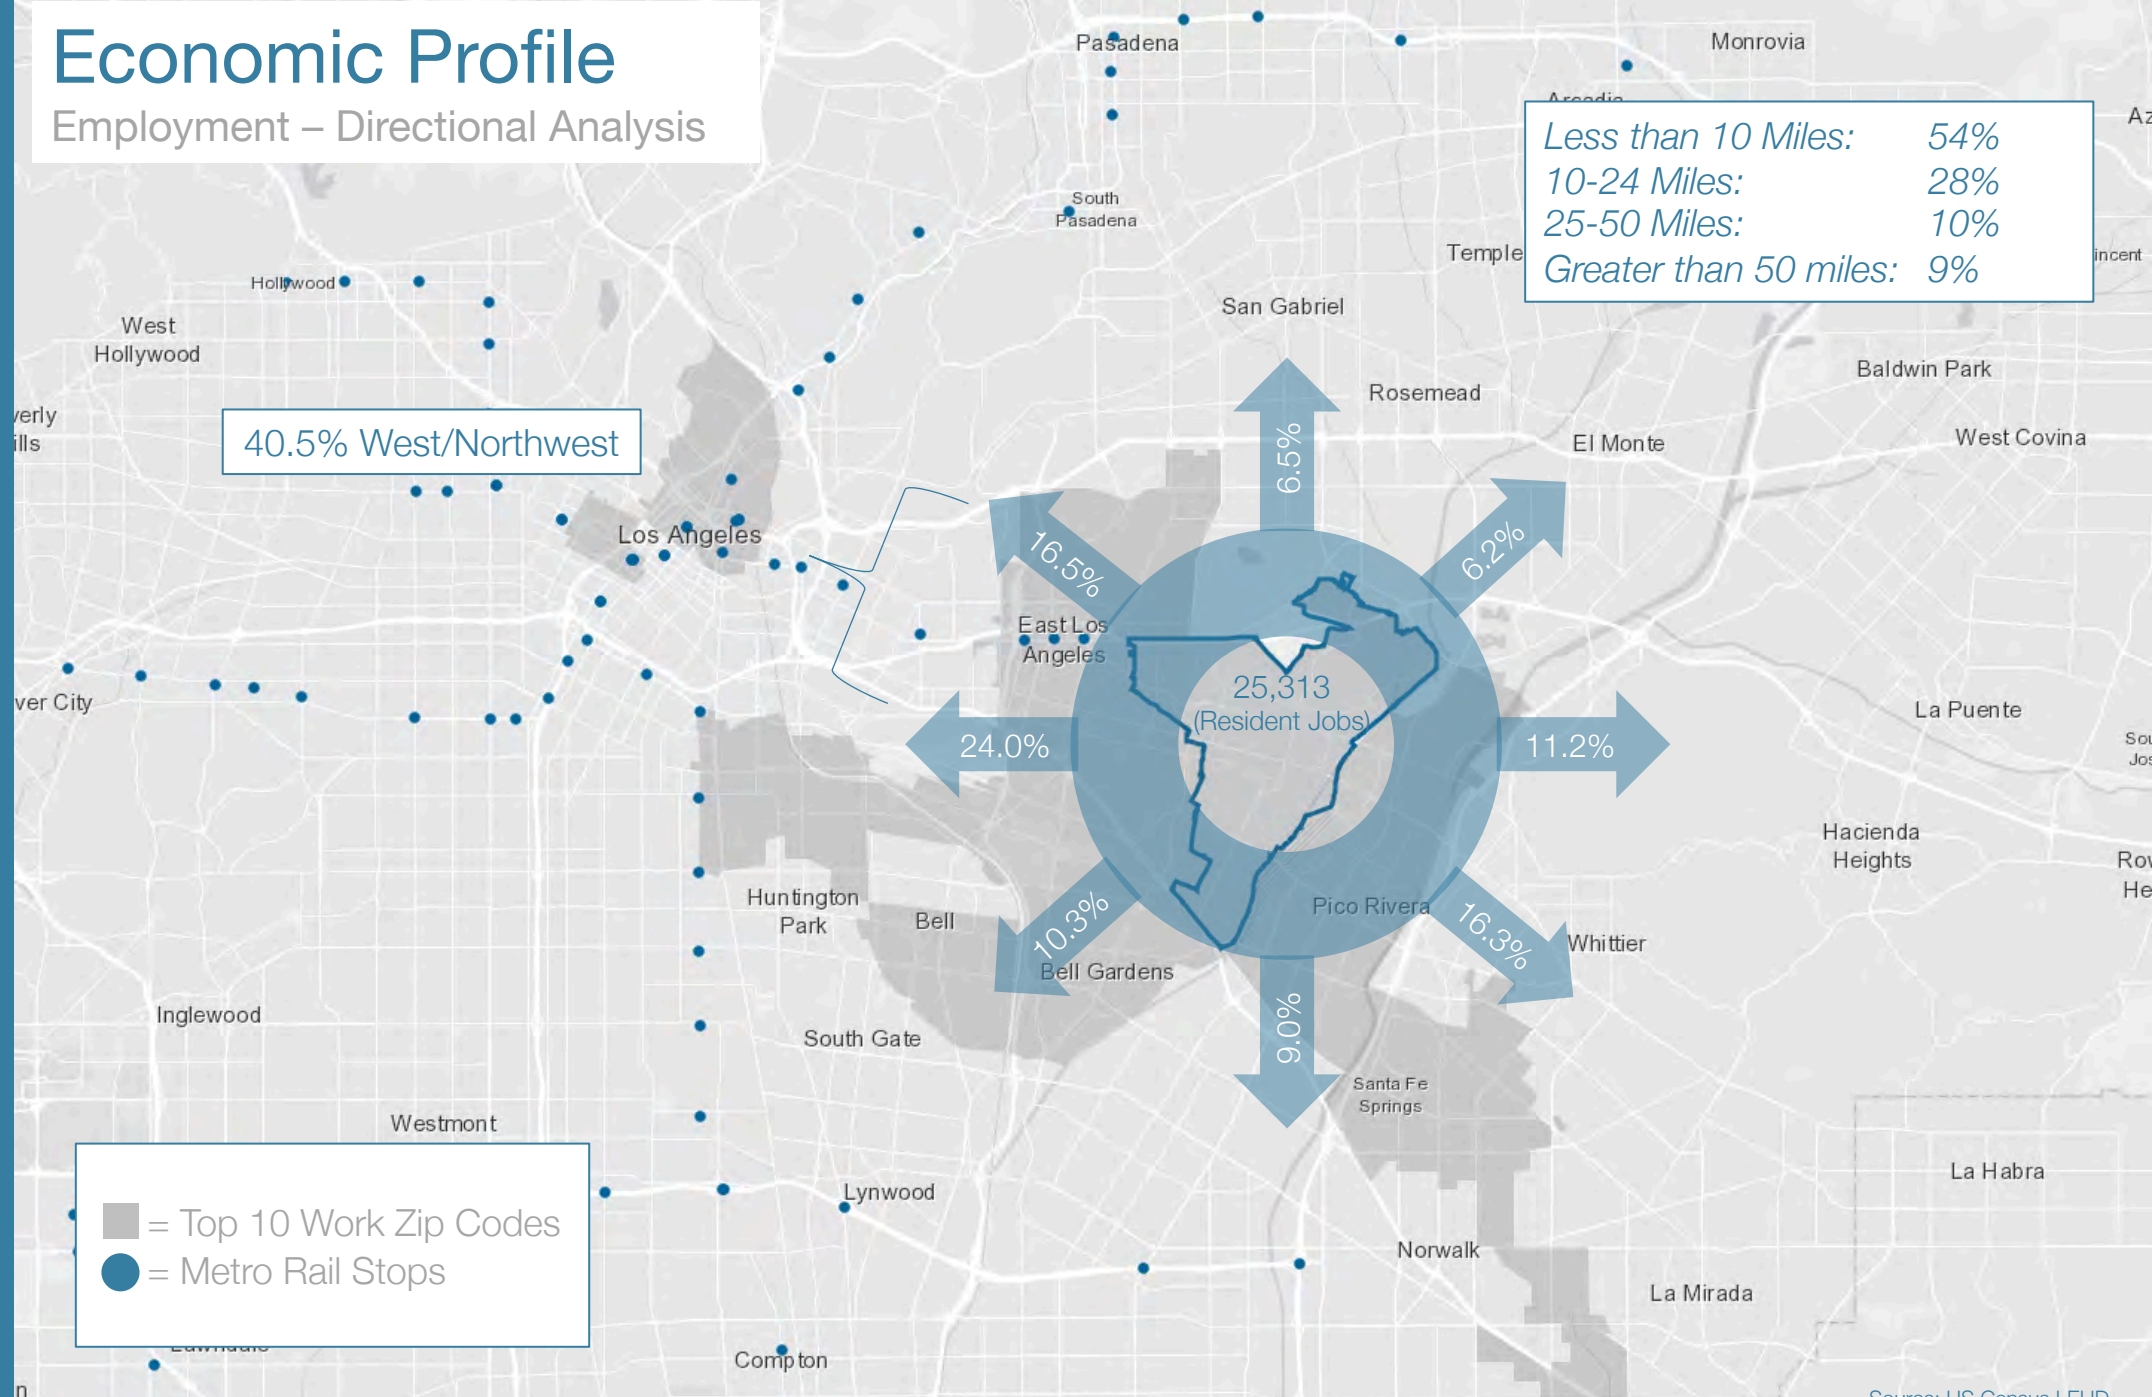 Economic Profile
Employment – Directional Analysis
Pasadena
Monrovia
Less than 10 Miles: 54%
10-24 Miles: 28%
25-50 Miles: 10%
Greater than 50 miles: 9%
South
Pasadena
Temple
incent
Hollywood
San Gabriel
West
Hollywood
Baldwin Park
Rosemead
verly
ills
40.5% West/Northwest
El Monte
West Covina
6.5%
Los Angeles
16.5%
6.2%
East Los
Angeles
25,313
(Resident Jobs)
ver City
La Puente
24.0%
11.2%
Hacienda
Heights
Huntington
Park
Bell
Pico Rivera
10.3%
16.3%
Whittier
Bell Gardens
Inglewood
South Gate
9.0%
Santa Fe
Springs
Westmont
La Habra
Lynwood
= Top 10 Work Zip Codes
= Metro Rail Stops
Norwalk
La Mirada
Compton